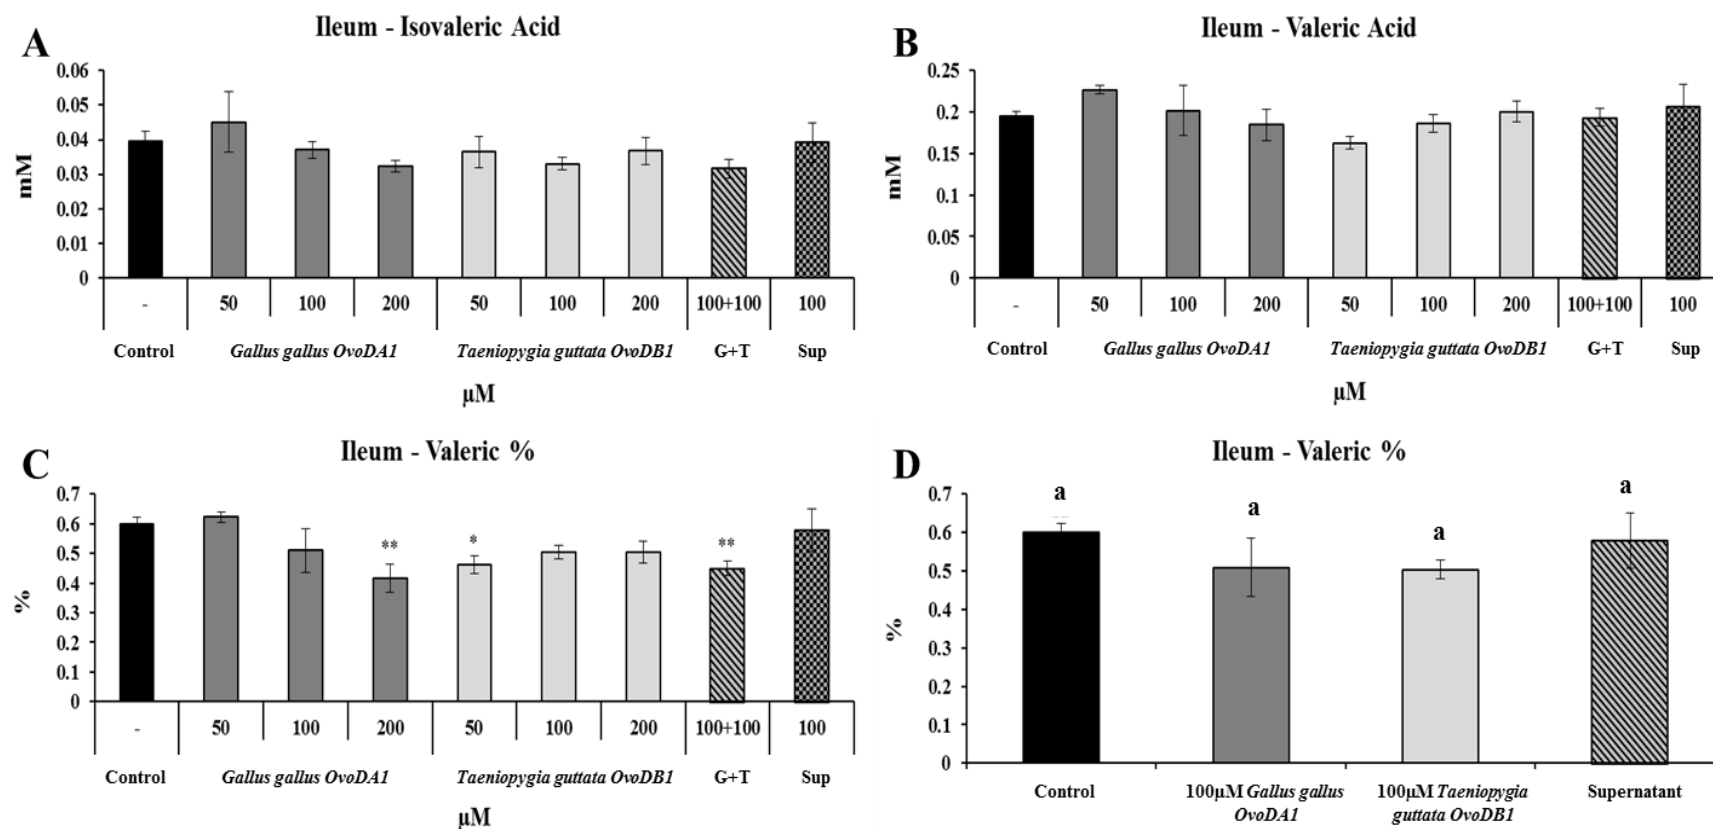 A
Ileum - Isovaleric Acid
0.06
0.05
0.04
0.03
0.02
0.01
0
mM
- 50 100 200 50 100 200 100+100 100
Control Gallus gallus OvoDA1 Taeniopygia guttata OvoDB1 G+T Sup
µM
B
Ileum - Valeric Acid
0.25
0.2
0.15
0.1
0.05
0
mM
- 50 100 200 50 100 200 100+100 100
Control Gallus gallus OvoDA1 Taeniopygia guttata OvoDB1 G+T Sup
µM
C
Ileum - Valeric %
0.7
0.6
0.5
0.4
0.3
0.2
0.1
0
%
** * **
- 50 100 200 50 100 200 100+100 100
Control Gallus gallus OvoDA1 Taeniopygia guttata OvoDB1 G+T Sup
µM
D
Ileum - Valeric %
0.7
0.6
0.5
0.4
0.3
0.2
0.1
0
%
a a a a
Control 100µM Gallus gallus 100µM Taeniopygia Supernatant
OvoDA1 guttata OvoDB1